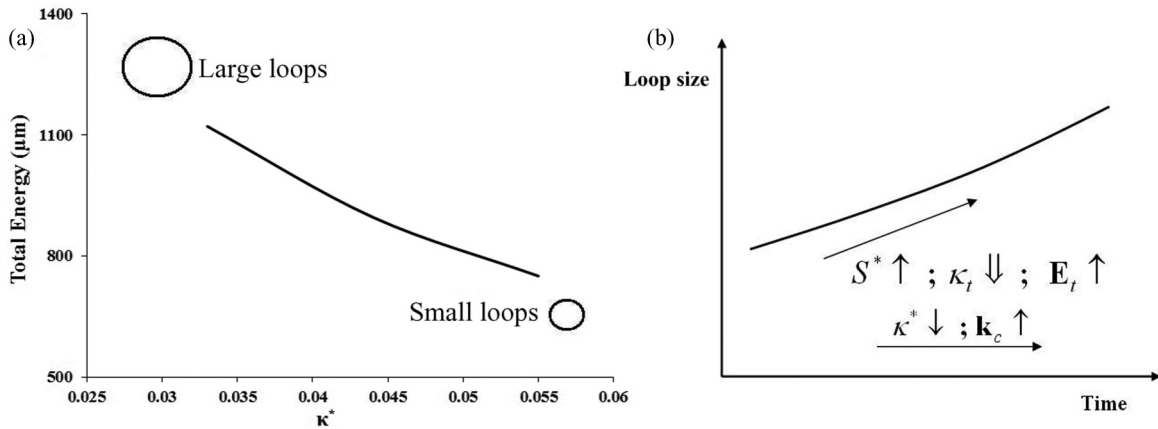 (a)
1400
1100
800
500
Total Energy (μm)
Large loops
Small loops
0.025 0.03 0.035 0.04 0.045 0.05 0.055 0.06
κ*
(b)
Loop size
S* ↑ ; κt ⇓ ; Et ↑
κ* ↓ ; kc ↑
Time